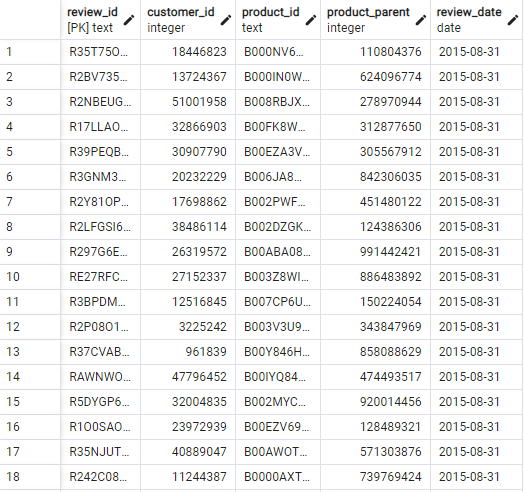 review_id customer_id product_id product_parent review_date
[PK] text integer text integer date
1 R35T75O... 18446823 B000NV6... 110804376 2015-08-31
2 R2BV735... 13724367 B000IN0W... 624096774 2015-08-31
3 R2NBEUG... 51001958 B008RBJX... 278970944 2015-08-31
4 R17LLAO... 32866903 B00FK8W... 312877650 2015-08-31
5 R39PEQB... 30907790 B00EZA3V... 305567912 2015-08-31
6 R3GNM3... 20232229 B006JA8... 842306035 2015-08-31
7 R2Y81OP... 17698862 B002PWF... 451480122 2015-08-31
8 R2LFGSI6... 38486114 B002DZGK... 124386306 2015-08-31
9 R297G6E... 26319572 B00ABA08... 991442421 2015-08-31
10 RE27RFC... 27152337 B003Z8WI... 886483892 2015-08-31
11 R3BPDM... 12516845 B007CP6U... 150224054 2015-08-31
12 R2P08O1... 3225242 B003V3U9... 343847969 2015-08-31
13 R37CVAB... 961839 B00Y846H... 858088629 2015-08-31
14 RAWNWO... 47796452 B00IYQ84... 474493517 2015-08-31
15 R5DYGP6... 32004835 B002MYC... 920014456 2015-08-31
16 R1O0SAO... 23972939 B00EZV69... 128489321 2015-08-31
17 R35NJUT... 40889047 B00AWOT... 571303876 2015-08-31
18 R242C08... 11244387 B0000AXT... 739769424 2015-08-31